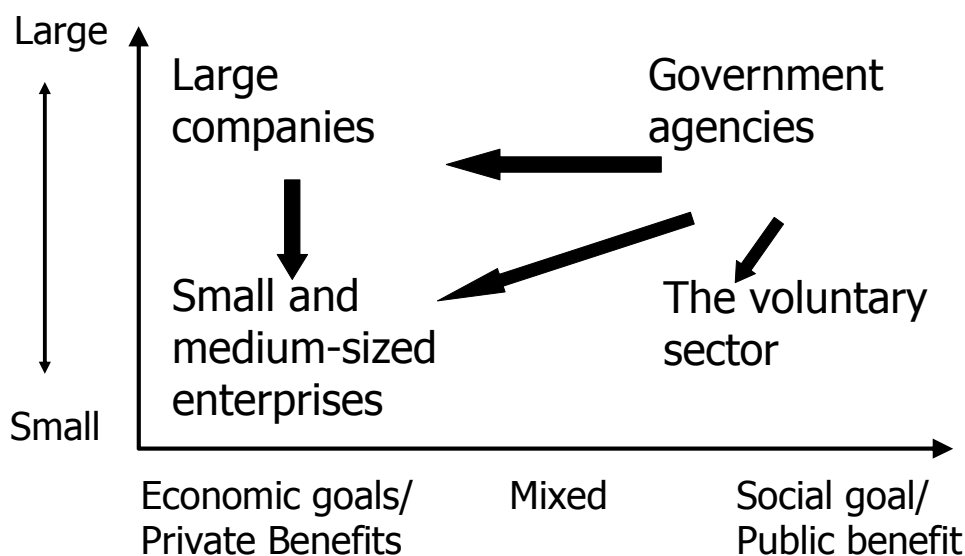 Large
Large
companies
Government
agencies
Small and
medium-sized
enterprises
The voluntary
sector
Small
Economic goals/
Private Benefits
Mixed
Social goal/
Public benefit